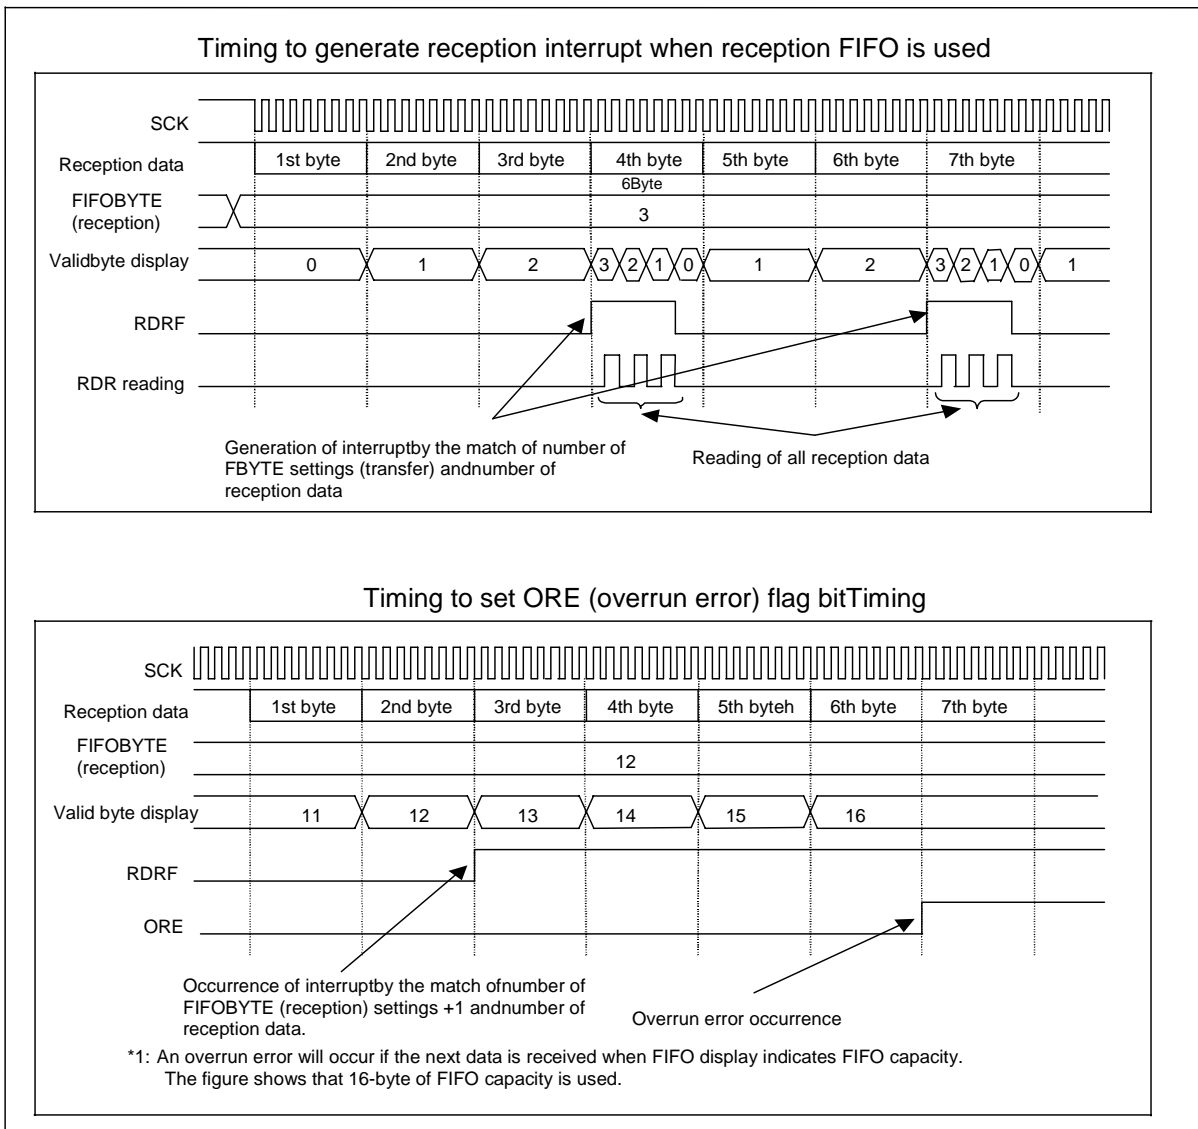 Timing to generate reception interrupt when reception FIFO is used
SCK
Reception data
1st byte 2nd byte 3rd byte 4th byte 5th byte 6th byte 7th byte
6Byte
FIFOBYTE
(reception)
3
Validbyte display
0 1 2 3 2 1 0 1 2 3 2 1 0 1
RDRF
RDR reading
Generation of interruptby the match of number of
FBYTE settings (transfer) andnumber of
reception data
Reading of all reception data
Timing to set ORE (overrun error) flag bitTiming
SCK
Reception data
1st byte 2nd byte 3rd byte 4th byte 5th byteh 6th byte 7th byte
FIFOBYTE
(reception)
12
Valid byte display
11 12 13 14 15 16
RDRF
ORE
Occurrence of interruptby the match ofnumber of
FIFOBYTE (reception) settings +1 andnumber of
reception data.
Overrun error occurrence
*1: An overrun error will occur if the next data is received when FIFO display indicates FIFO capacity.
The figure shows that 16-byte of FIFO capacity is used.